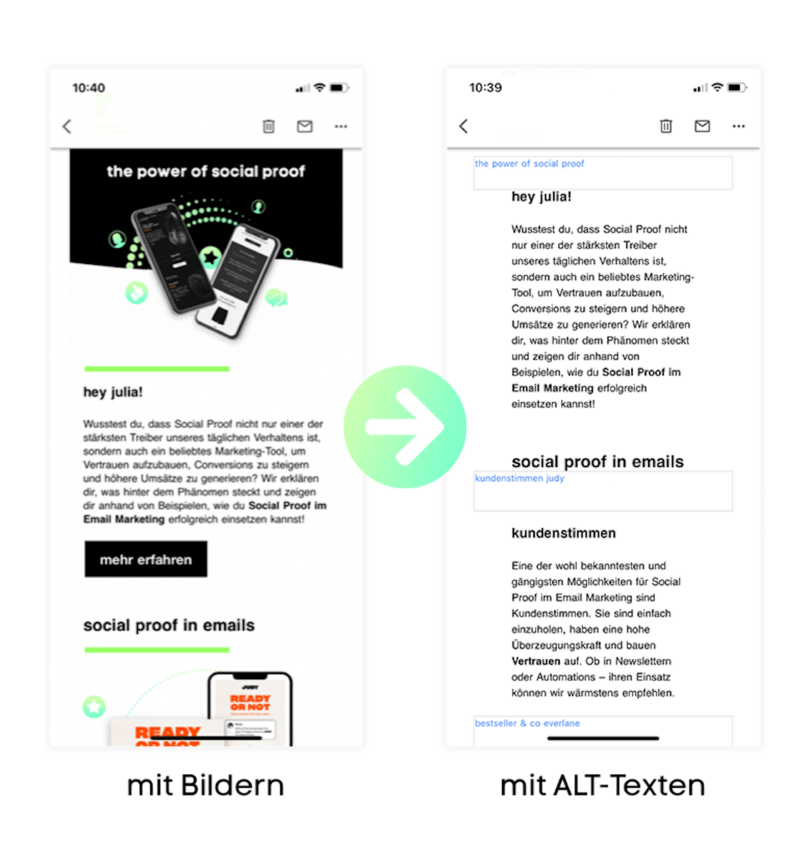 10:40
the power of social proof
hey julia!
Wusstest du, dass Social Proof nicht nur einer der
stärksten Treiber unseres täglichen Verhaltens ist,
sondern auch ein beliebtes Marketing-Tool, um
Vertrauen aufzubauen, Conversions zu steigern
und höhere Umsätze zu generieren? Wir erklären
dir, was hinter dem Phänomen steckt und zeigen
dir anhand von Beispielen, wie du Social Proof im
Email Marketing erfolgreich einsetzen kannst!
mehr erfahren
social proof in emails
JUDY
READY
OR NOT
READY
OR NOT
mit Bildern
10:39
the power of social proof
hey julia!
Wusstest du, dass Social Proof nicht
nur einer der stärksten Treiber
unseres täglichen Verhaltens ist,
sondern auch ein beliebtes Marketing-
Tool, um Vertrauen aufzubauen,
Conversions zu steigern und höhere
Umsätze zu generieren? Wir erklären
dir, was hinter dem Phänomen steckt
und zeigen dir anhand von
Beispielen, wie du Social Proof im
Email Marketing erfolgreich
einsetzen kannst!
social proof in emails
kundenstimmen judy
kundenstimmen
Eine der wohl bekanntesten und
gängigsten Möglichkeiten für Social
Proof im Email Marketing sind
Kundenstimmen. Sie sind einfach
einzuholen, haben eine hohe
Überzeugungskraft und bauen
Vertrauen auf. Ob in Newslettern
oder Automations – ihren Einsatz
können wir wärmstens empfehlen.
bestseller & co everlane
mit ALT-Texten